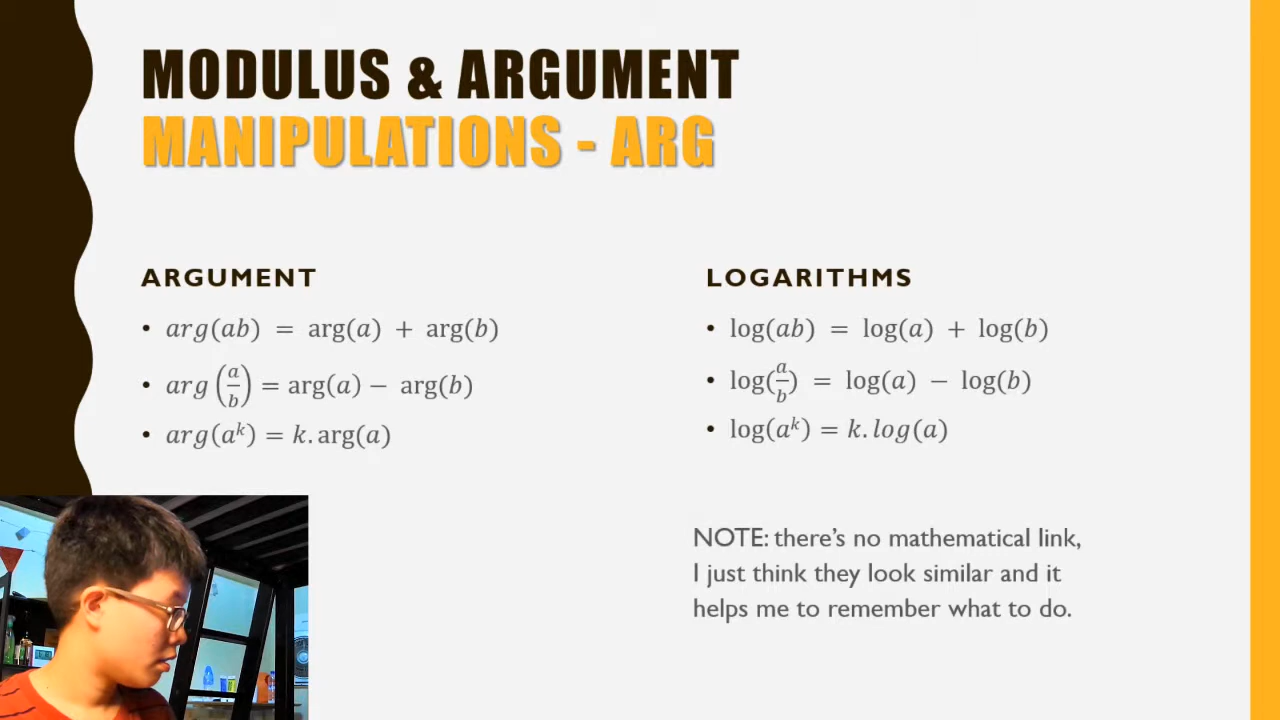 MODULUS & ARGUMENT
MANIPULATIONS - ARG
ARGUMENT
• arg(ab) = arg(a) + arg(b)
• arg(a/b) = arg(a) − arg(b)
• arg(aᵏ) = k. arg(a)
LOGARITHMS
• log(ab) = log(a) + log(b)
• log(a/b) = log(a) − log(b)
• log(aᵏ) = k. log(a)
NOTE: there's no mathematical link,
I just think they look similar and it
helps me to remember what to do.